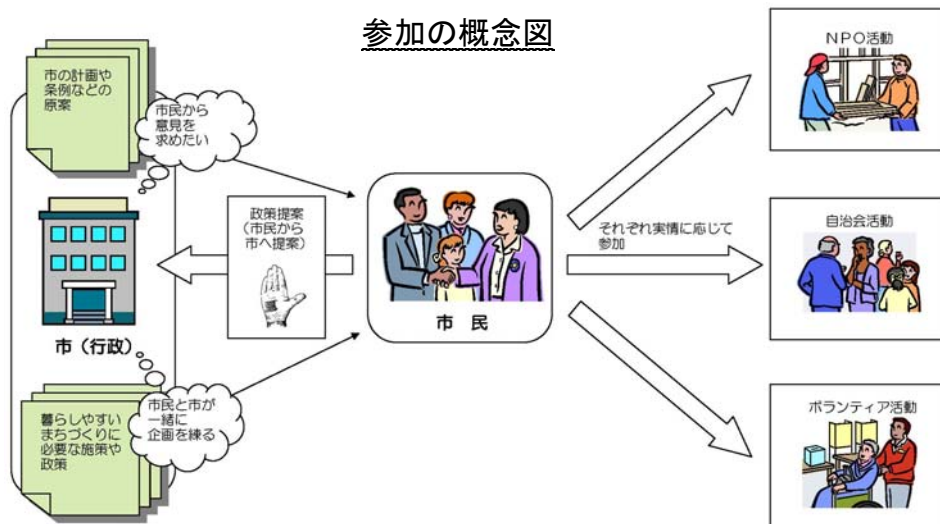 参加の概念図
市の計画や
条例などの
原案
市民から
意見を
求めたい
市（行政）
暮らしやすい
まちづくりに
必要な施策や
政策
市民と市が
一緒に
企画を練る
政策提案
（市民から
市へ提案）
市 民
それぞれ実情に応じて
参加
ＮＰＯ活動
自治会活動
ボランティア活動